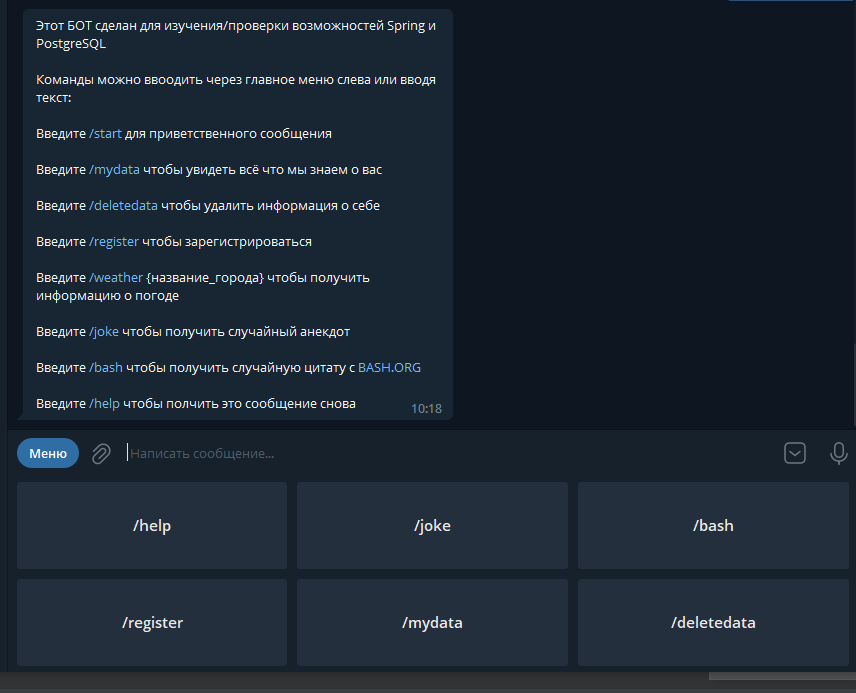 Этот БОТ сделан для изучения/проверки возможностей Spring и
PostgreSQL
Команды можно ввоодить через главное меню слева или вводя
текст:
Введите /start для приветственного сообщения
Введите /mydata чтобы увидеть всё что мы знаем о вас
Введите /deletedata чтобы удалить информация о себе
Введите /register чтобы зарегистрироваться
Введите /weather {название_города} чтобы получить
информацию о погоде
Введите /joke чтобы получить случайный анекдот
Введите /bash чтобы получить случайную цитату с BASH.ORG
Введите /help чтобы полчить это сообщение снова
10:18
Меню
Написать сообщение...
/help
/joke
/bash
/register
/mydata
/deletedata